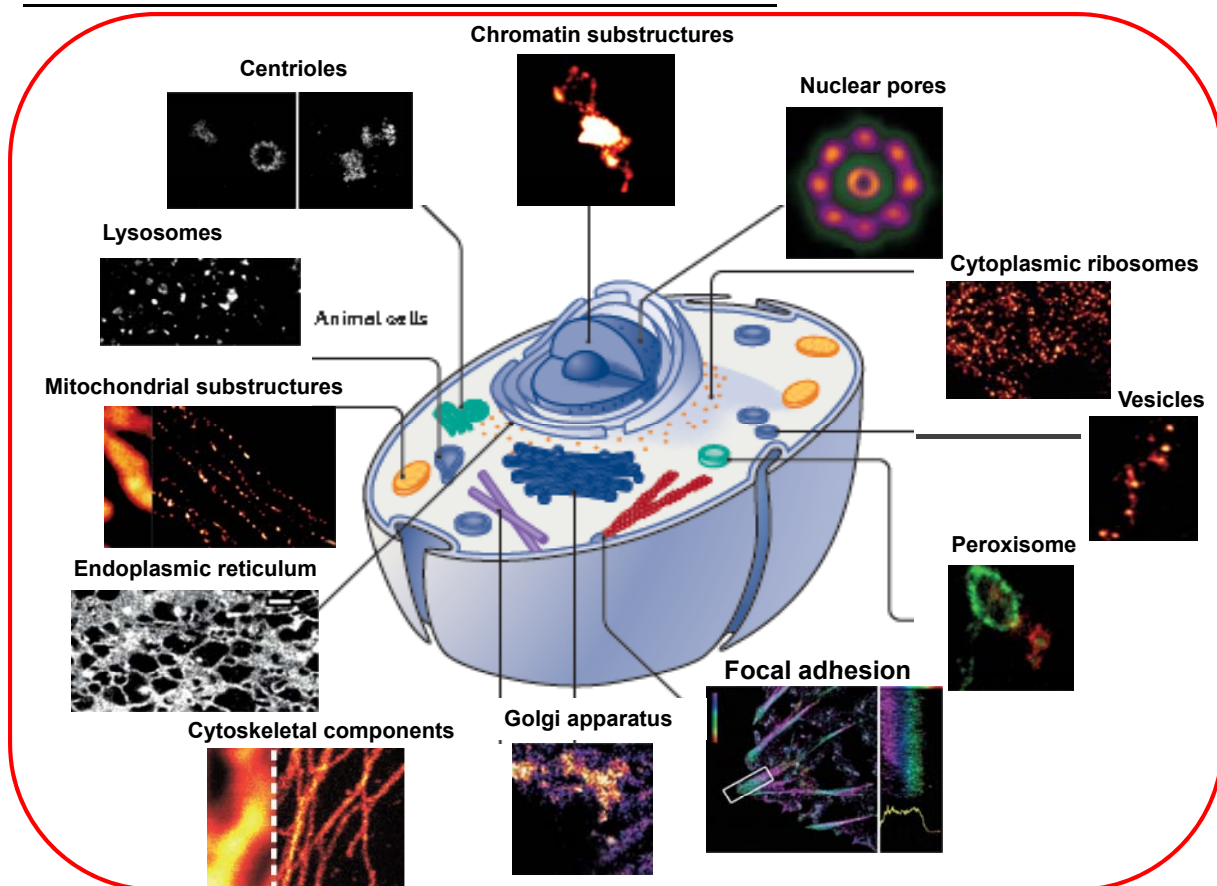 Chromatin substructures
Centrioles
Nuclear pores
Lysosomes
Cytoplasmic ribosomes
Animal cells
Mitochondrial substructures
Vesicles
Peroxisome
Endoplasmic reticulum
Focal adhesion
Golgi apparatus
Cytoskeletal components